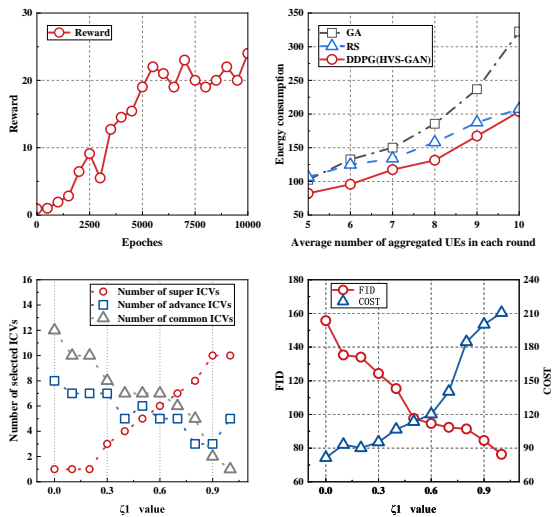 Reward
30
20
10
0
Reward
0
2500
5000
7500
10000
Epoches
Energy consumption
350
300
250
200
150
100
50
GA
RS
DDPG(HVS-GAN)
5
6
7
8
9
10
Average number of aggregated UEs in each round
Number of selected ICVs
16
14
12
10
8
6
4
2
0
Number of super ICVs
Number of advance ICVs
Number of common ICVs
0.0
0.3
0.6
0.9
ζ1 value
FID
180
160
140
120
100
80
60
FID
COST
240
210
180
150
120
90
60
COST
0.0
0.3
0.6
0.9
ζ1 value